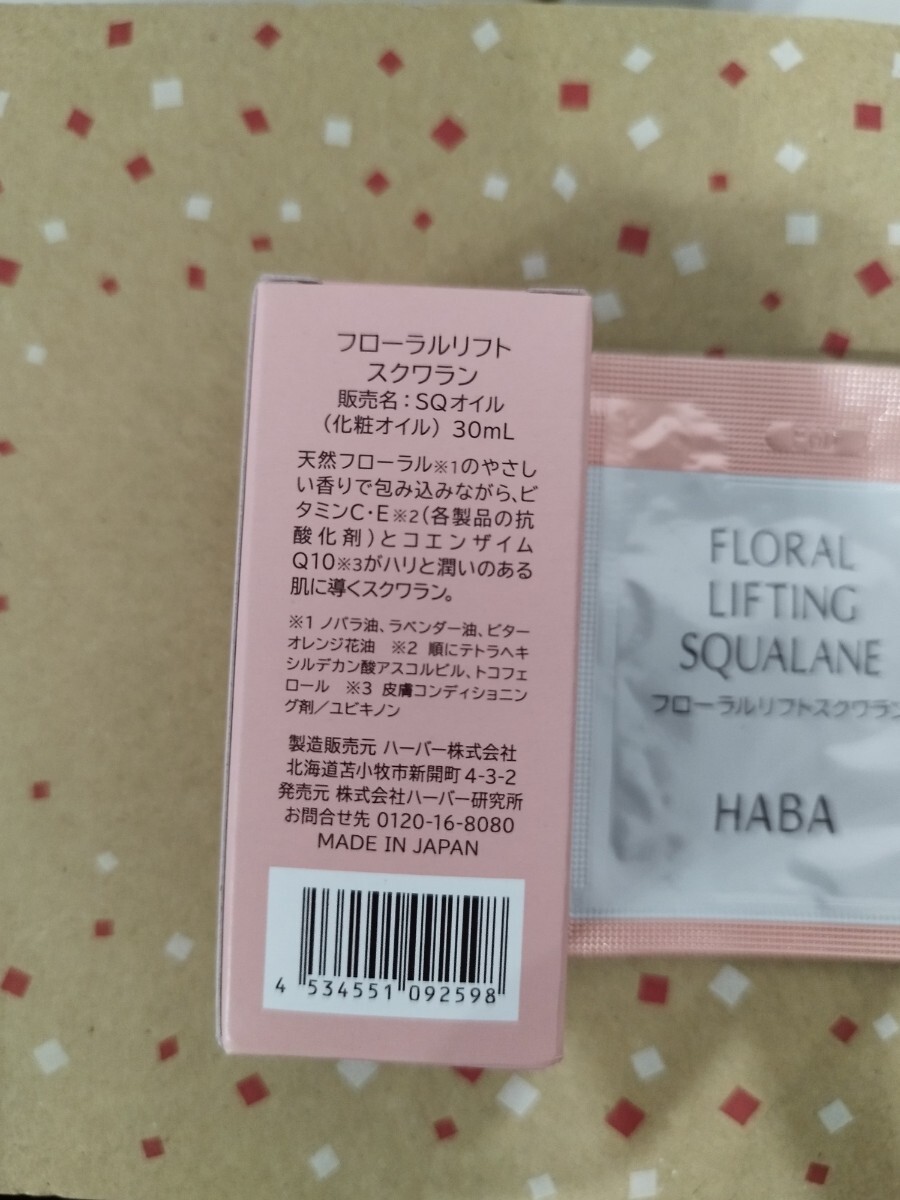 フローラルリフト
スクワラン
販売名：SQオイル
（化粧オイル）30mL
天然フローラル※1のやさし
い香りで包み込みながら、ビ
タミンC・E※2（各製品の抗
酸化剤）とコエンザイム
Q10※3がハリと潤いのある
肌に導くスクワラン。
※1 ノバラ油、ラベンダー油、ビター
オレンジ花油　※2 順にテトラヘキ
シルデカン酸アスコルビル、トコフェ
ロール　※3 皮膚コンディショニン
グ剤／ユビキノン
製造販売元 ハーバー株式会社
北海道苫小牧市新開町4-3-2
発売元 株式会社ハーバー研究所
お問合せ先 0120-16-8080
MADE IN JAPAN
4 534551 092598
FLORAL
LIFTING
SQUALANE
フローラルリフトスクワラン
HABA